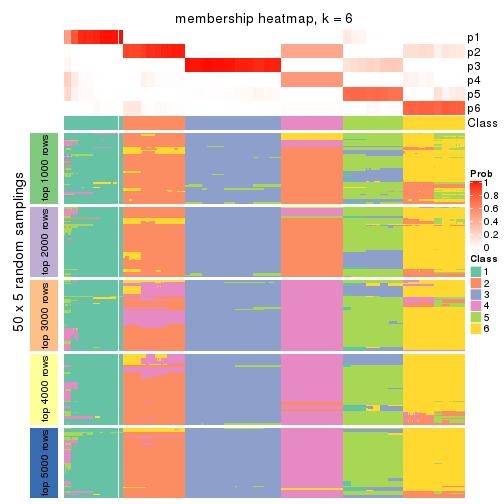 membership heatmap, k = 6
p1
p2
p3
p4
p5
p6
Class
50 x 5 random samplings
top 1000 rows
top 2000 rows
top 3000 rows
top 4000 rows
top 5000 rows
Prob
1
0.8
0.6
0.4
0.2
0
Class
1
2
3
4
5
6